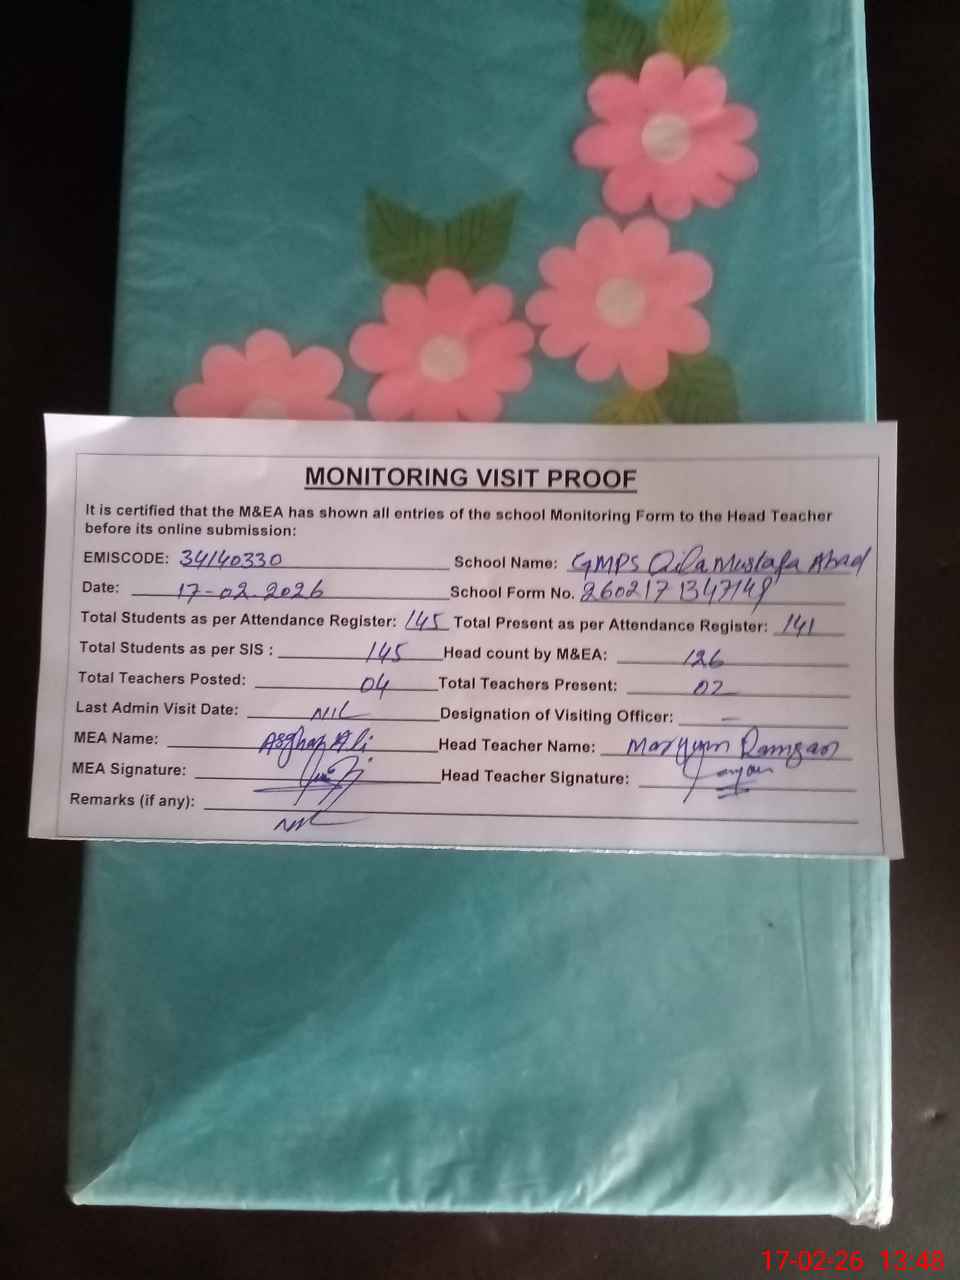 MONITORING VISIT PROOF
It is certified that the M&EA has shown all entries of the school Monitoring Form to the Head Teacher
before its online submission:
EMISCODE: 34140330 School Name: GMPS Qila Mustafa Abad
Date: 17-02-2026 School Form No. 2602171347148
Total Students as per Attendance Register: 145 Total Present as per Attendance Register: 141
Total Students as per SIS : 145 Head count by M&EA: 126
Total Teachers Posted: 04 Total Teachers Present: 02
Last Admin Visit Date: NIL Designation of Visiting Officer: —
MEA Name: Asghar Ali Head Teacher Name: Maryum Ramzan
MEA Signature: Head Teacher Signature:
Remarks (if any): NIL
17-02-26 13:48